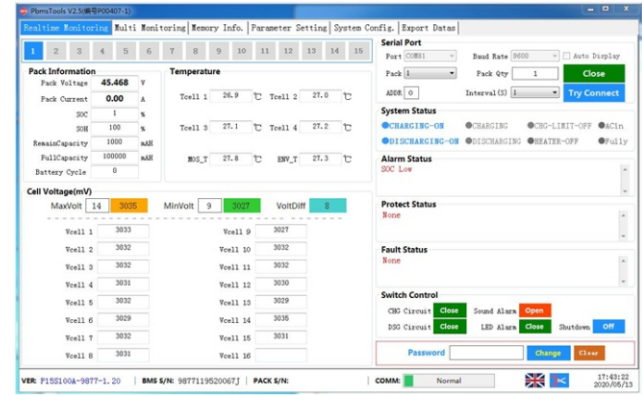 PbmsTools V2.5(编号P00407-1)
Realtime Monitoring Multi Monitoring Memory Info. Parameter Setting System Config. Export Datas
1 2 3 4 5 6 7 8 9 10 11 12 13 14 15
Pack Information
Pack Voltage 45.468 V
Pack Current 0.00 A
SOC 1 %
SOH 100 %
RemainCapacity 1000 mAH
FullCapacity 100000 mAH
Battery Cycle 0
Temperature
Tcell 1 26.9 ℃ Tcell 2 27.0 ℃
Tcell 3 27.1 ℃ Tcell 4 27.2 ℃
MOS_T 27.8 ℃ ENV_T 27.3 ℃
Cell Voltage(mV)
MaxVolt 14 3035 MinVolt 9 3027 VoltDiff 8
Vcell 1 3033 Vcell 9 3027
Vcell 2 3032 Vcell 10 3032
Vcell 3 3032 Vcell 11 3032
Vcell 4 3031 Vcell 12 3030
Vcell 5 3032 Vcell 13 3029
Vcell 6 3029 Vcell 14 3035
Vcell 7 3032 Vcell 15 3031
Vcell 8 3031 Vcell 16
Serial Port
Port COM31 Baud Rate 9600 Auto Display
Pack 1 Pack Qty 1 Close
ADDR 0 Interval(S) 1 Try Connect
System Status
CHARGING-ON CHARGING CHG-LIMIT-OFF ACin
DISCHARGING-ON DISCHARGING HEATER-OFF Fully
Alarm Status
SOC Low
Protect Status
None
Fault Status
None
Switch Control
CHG Circuit Close Sound Alarm Open
DSG Circuit Close LED Alarm Close Shutdown Off
Password Change Clear
VER: P15S100A-9877-1.20 BMS S/N: 9877119520067J PACK S/N: COMM: Normal 17:43:22
2020/05/13